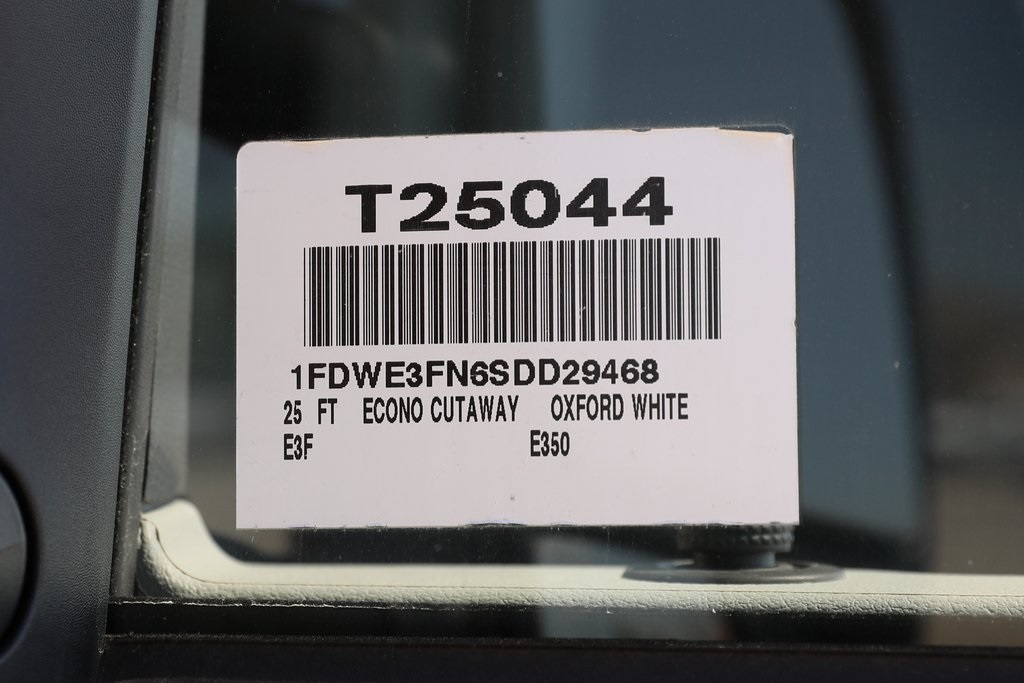 T25044
1FDWE3FN6SDD29468
25 FT ECONO CUTAWAY OXFORD WHITE
E3F E350